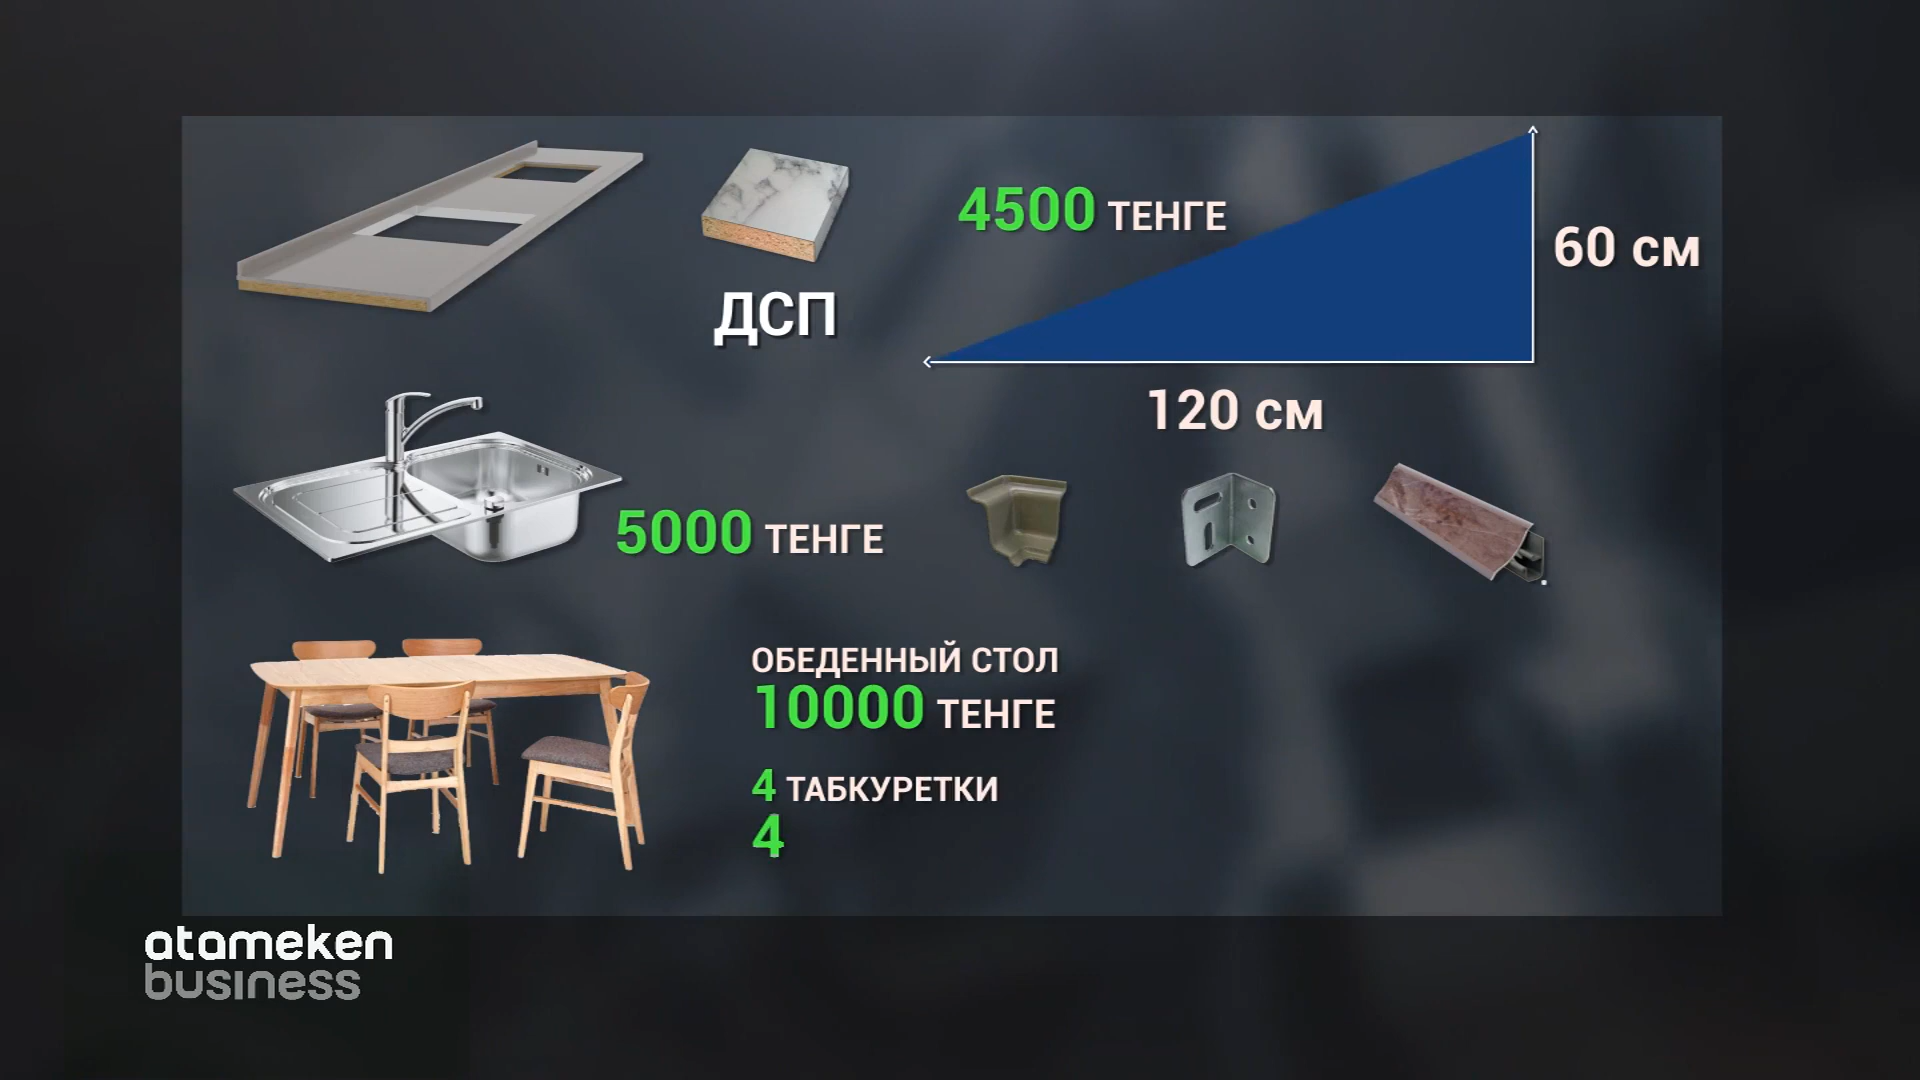 4500 ТЕНГЕ
60 см
ДСП
120 см
5000 ТЕНГЕ
ОБЕДЕННЫЙ СТОЛ
10000 ТЕНГЕ
4 ТАБКУРЕТКИ
4
atameken
business